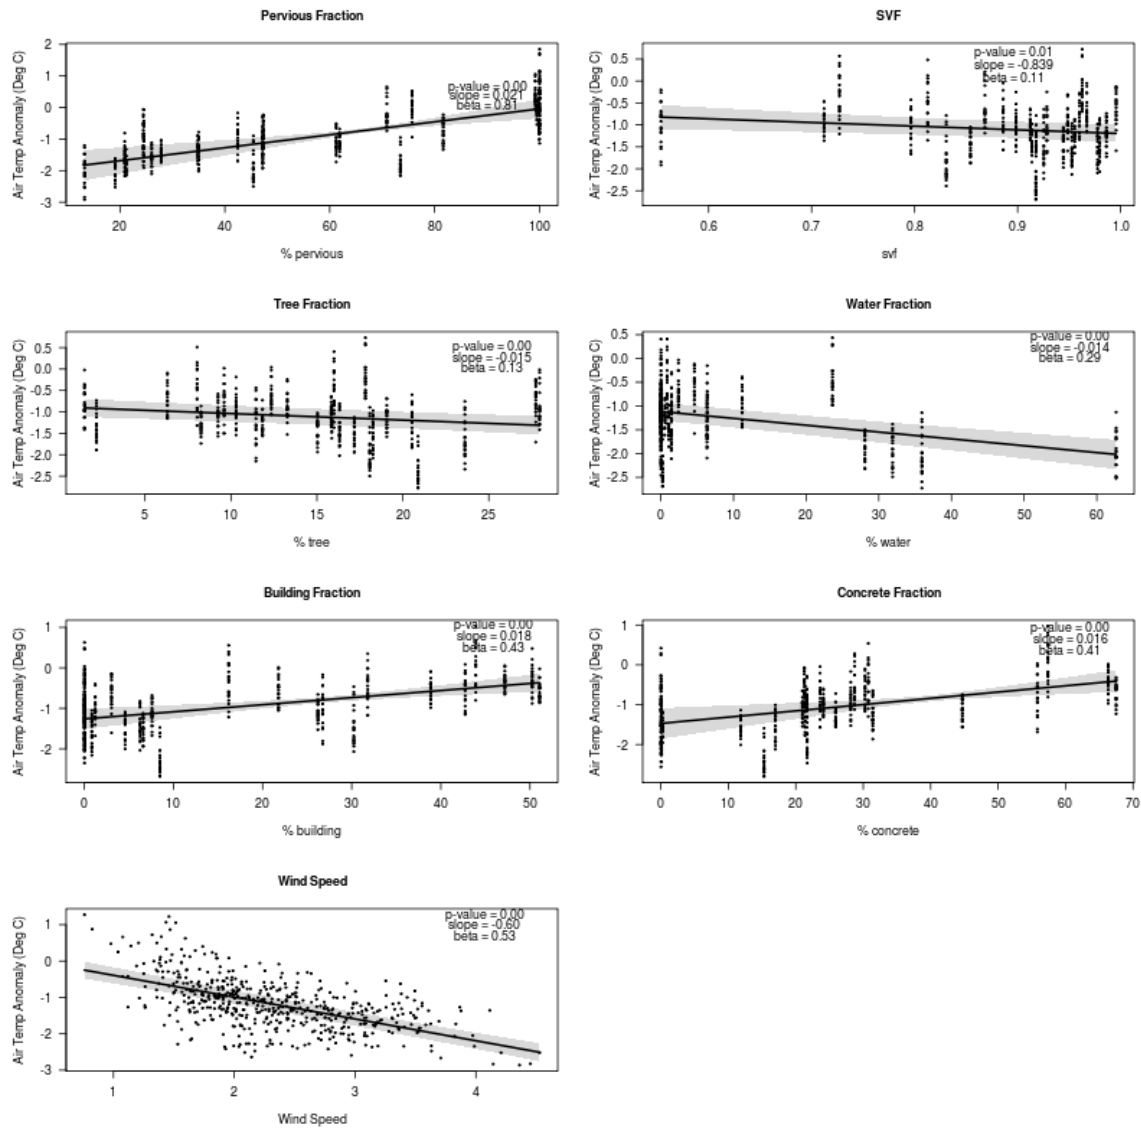 Pervious Fraction
Air Temp Anomaly (Deg C)
2
1
0
-1
-2
-3
p-value = 0.00
slope = 0.021
beta = 0.81
20
40
60
80
100
% pervious
SVF
Air Temp Anomaly (Deg C)
0.5
0.0
-0.5
-1.0
-1.5
-2.0
-2.5
p-value = 0.01
slope = -0.839
beta = 0.11
0.6
0.7
0.8
0.9
1.0
svf
Tree Fraction
Air Temp Anomaly (Deg C)
0.5
0.0
-0.5
-1.0
-1.5
-2.0
-2.5
p-value = 0.00
slope = -0.015
beta = 0.13
5
10
15
20
25
% tree
Water Fraction
Air Temp Anomaly (Deg C)
0.5
0.0
-0.5
-1.0
-1.5
-2.0
-2.5
p-value = 0.00
slope = -0.014
beta = 0.29
0
10
20
30
40
50
60
% water
Building Fraction
Air Temp Anomaly (Deg C)
1
0
-1
-2
p-value = 0.00
slope = 0.018
beta = 0.43
0
10
20
30
40
50
% building
Concrete Fraction
Air Temp Anomaly (Deg C)
1
0
-1
-2
p-value = 0.00
slope = 0.016
beta = 0.41
0
10
20
30
40
50
60
70
% concrete
Wind Speed
Air Temp Anomaly (Deg C)
1
0
-1
-2
-3
p-value = 0.00
slope = -0.60
beta = 0.53
1
2
3
4
Wind Speed